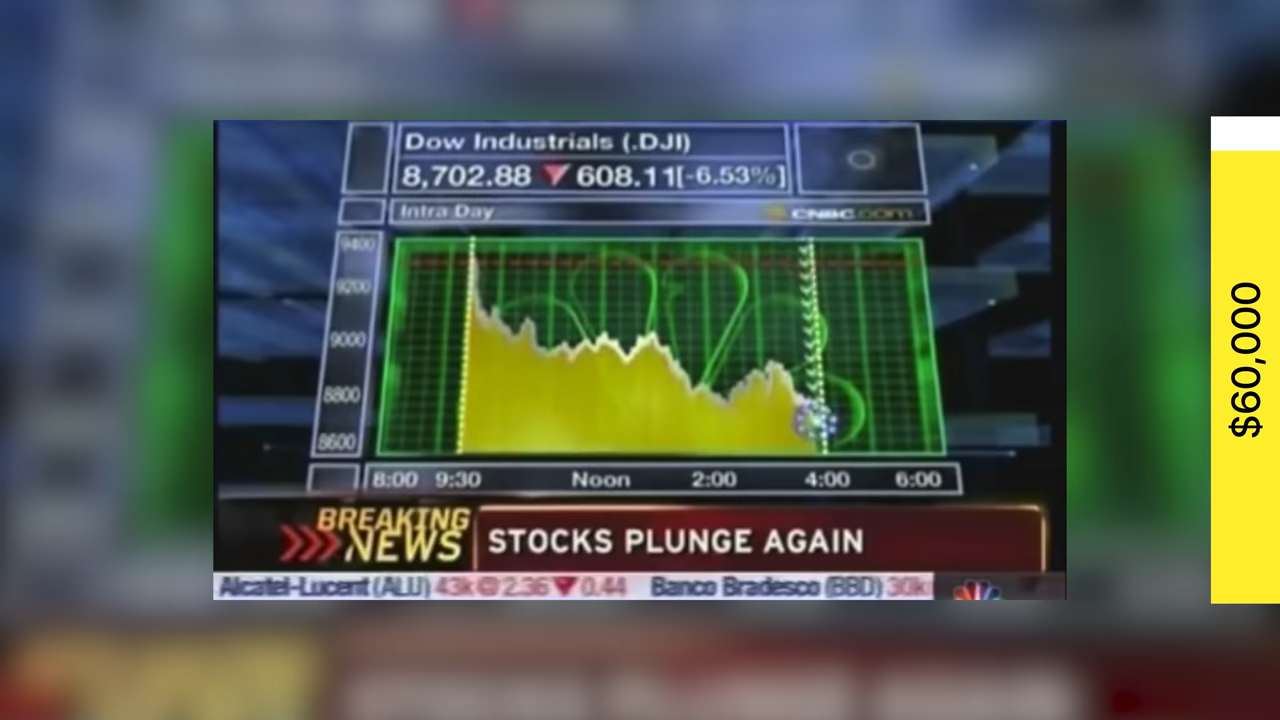 Dow Industrials (.DJI)
8,702.88 ▼ 608.11[-6.53%]
Intra Day
CNBC.com
9400
9200
9000
8800
8600
8:00 9:30 Noon 2:00 4:00 6:00
BREAKING
NEWS
STOCKS PLUNGE AGAIN
Alcatel-Lucent (ALU) 43k@2.36 ▼ 0.44 Banco Bradesco (BBD) 30k
$60,000